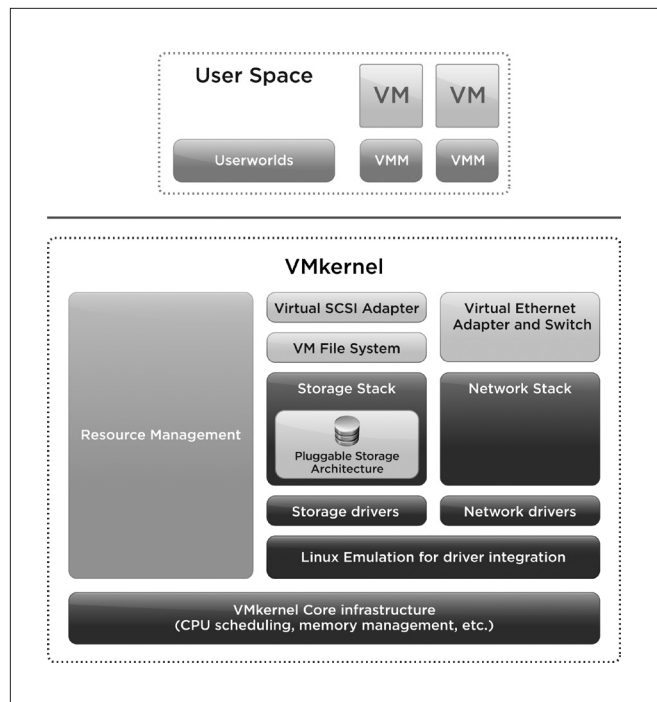 User Space
VM
VM
Userworlds
VMM
VMM
VMkernel
Resource Management
Virtual SCSI Adapter
VM File System
Storage Stack
Pluggable Storage
Architecture
Storage drivers
Virtual Ethernet
Adapter and Switch
Network Stack
Network drivers
Linux Emulation for driver integration
VMkernel Core infrastructure
(CPU scheduling, memory management, etc.)